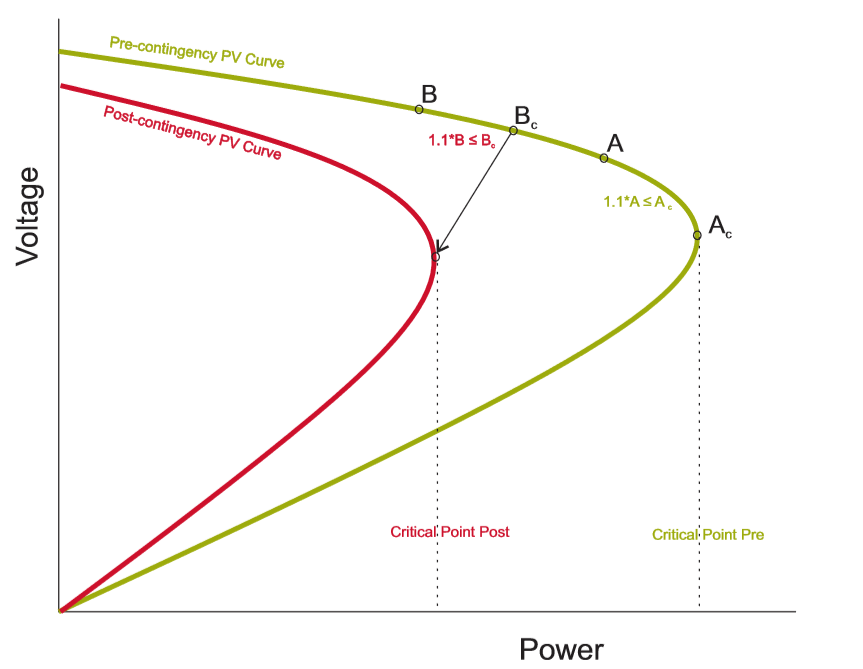 Pre-contingency PV Curve
Post-contingency PV Curve
B
Bc
1.1*B ≤ Bc
A
1.1*A ≤ Ac
Ac
Voltage
Critical Point Post
Critical Point Pre
Power